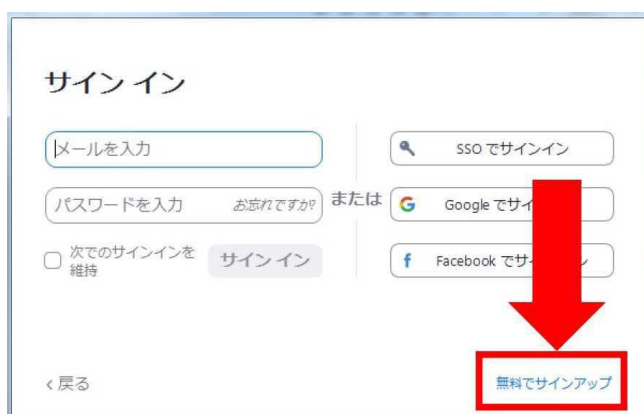 サイン イン
メールを入力
パスワードを入力 お忘れですか?
次でのサインインを
維持
サイン イン
または
SSO でサインイン
Google でサイ
Facebook でサ ン
‹ 戻る
無料でサインアップ